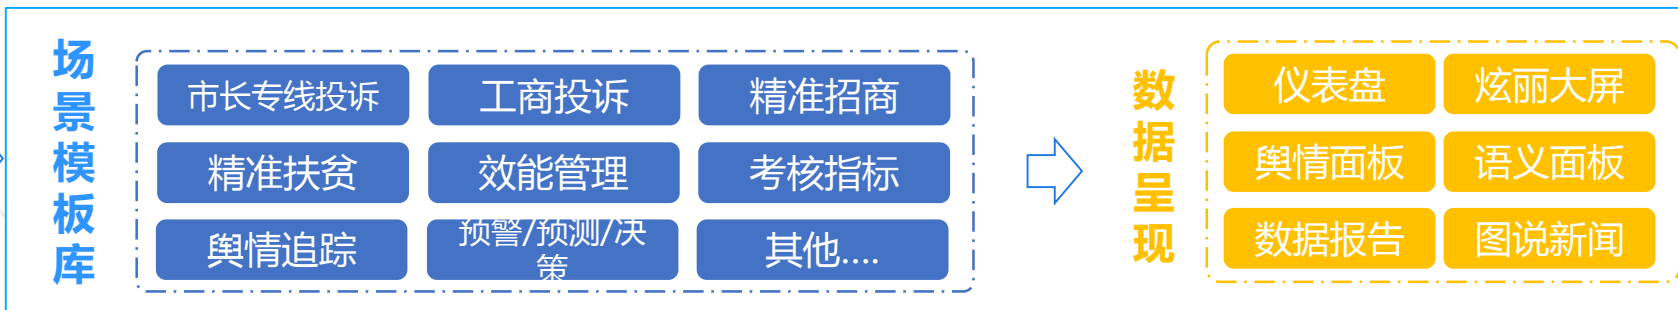 场景模板库
市长专线投诉
工商投诉
精准招商
精准扶贫
效能管理
考核指标
舆情追踪
预警/预测/决
策
其他....
数据呈现
仪表盘
炫丽大屏
舆情面板
语义面板
数据报告
图说新闻